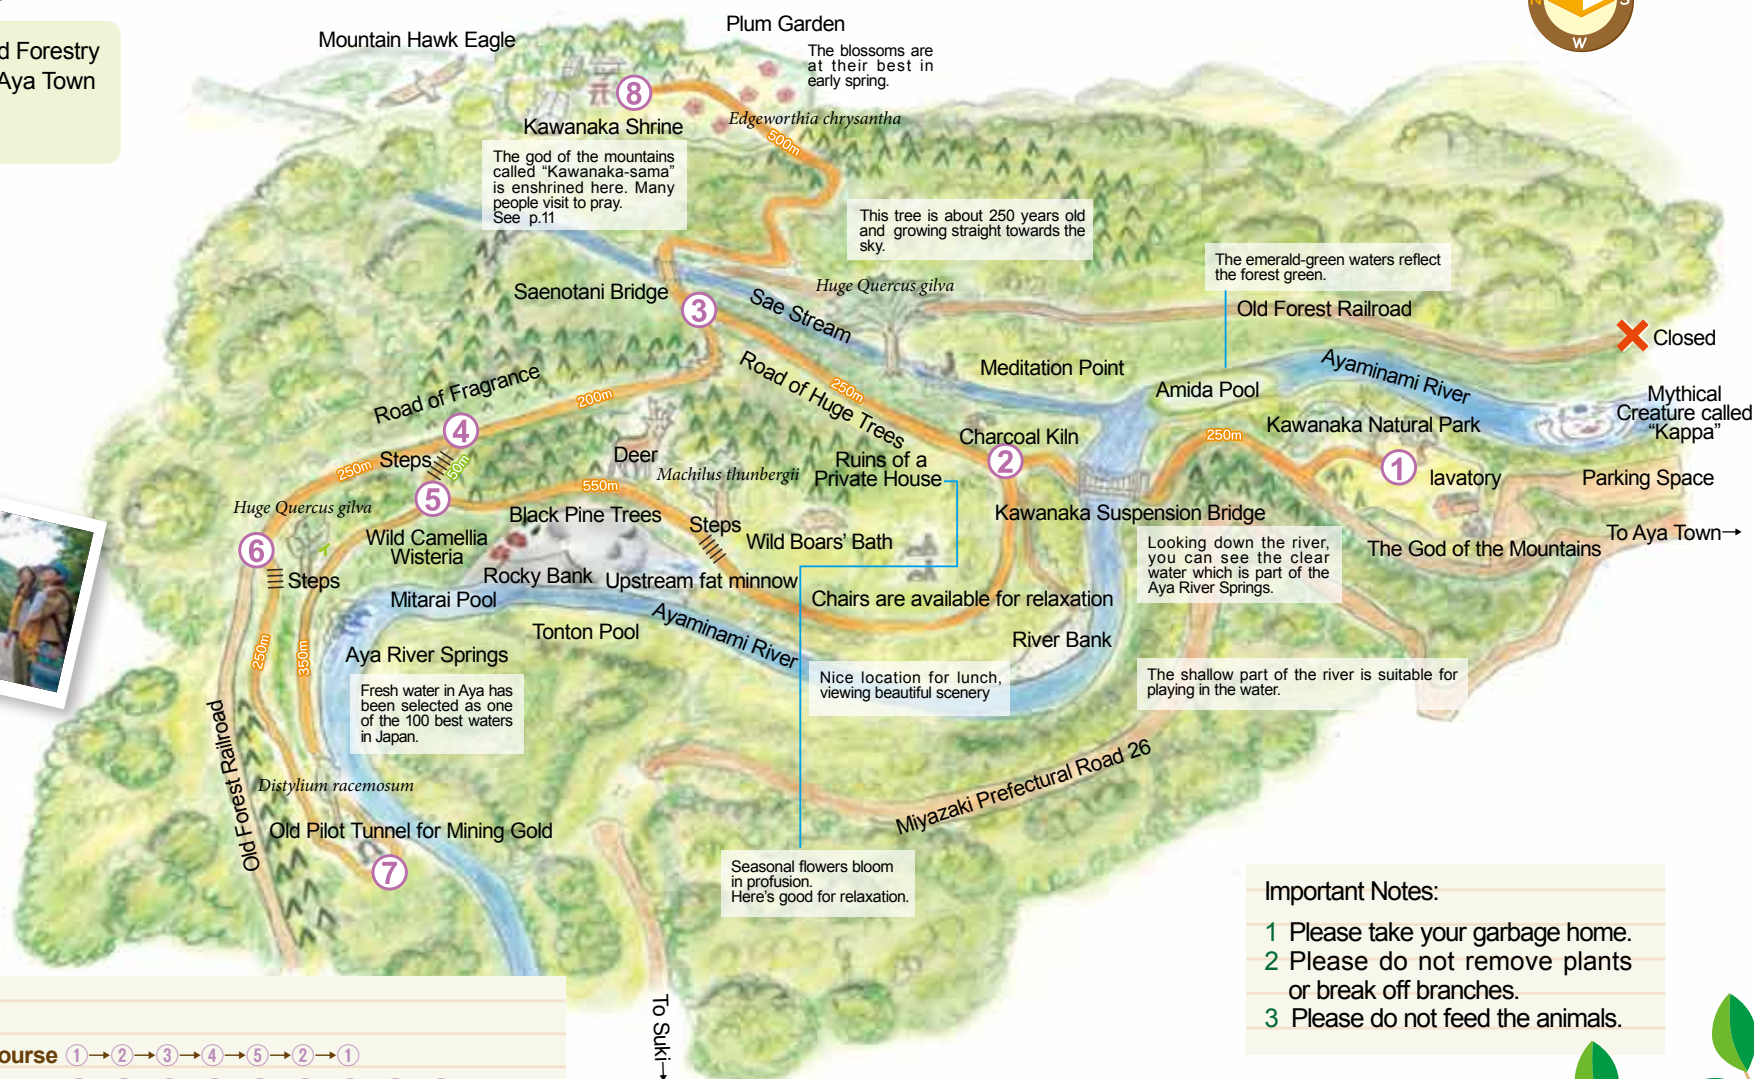 d Forestry
Aya Town
N
S
W
Mountain Hawk Eagle
Plum Garden
The blossoms are
at their best in
early spring.
8
Kawanaka Shrine
Edgeworthia chrysantha
500m
The god of the mountains
called “Kawanaka-sama”
is enshrined here. Many
people visit to pray.
See p.11
This tree is about 250 years old
and growing straight towards the
sky.
The emerald-green waters reflect
the forest green.
Saenotani Bridge
3
Sae Stream
Huge Quercus gilva
Old Forest Railroad
Closed
Road of Fragrance
200m
Road of Huge Trees
250m
Meditation Point
Amida Pool
Ayaminami River
Mythical
Creature called
“Kappa”
4
Steps
50m
250m
Deer
Machilus thunbergii
Charcoal Kiln
2
Ruins of a
Private House
250m
Kawanaka Natural Park
1
lavatory
Parking Space
5
550m
Huge Quercus gilva
Wild Camellia
Wisteria
Black Pine Trees
Steps
Wild Boars’ Bath
Kawanaka Suspension Bridge
To Aya Town→
The God of the Mountains
Looking down the river,
you can see the clear
water which is part of the
Aya River Springs.
6
Steps
Rocky Bank
Upstream fat minnow
Mitarai Pool
Chairs are available for relaxation
Tonton Pool
Ayaminami River
River Bank
250m
350m
Aya River Springs
Fresh water in Aya has
been selected as one
of the 100 best waters
in Japan.
Nice location for lunch,
viewing beautiful scenery
The shallow part of the river is suitable for
playing in the water.
Old Forest Railroad
Distylium racemosum
Old Pilot Tunnel for Mining Gold
7
Miyazaki Prefectural Road 26
Seasonal flowers bloom
in profusion.
Here’s good for relaxation.
To Suki→
Important Notes:
1 Please take your garbage home.
2 Please do not remove plants
or break off branches.
3 Please do not feed the animals.
ourse ①→②→③→④→⑤→②→①